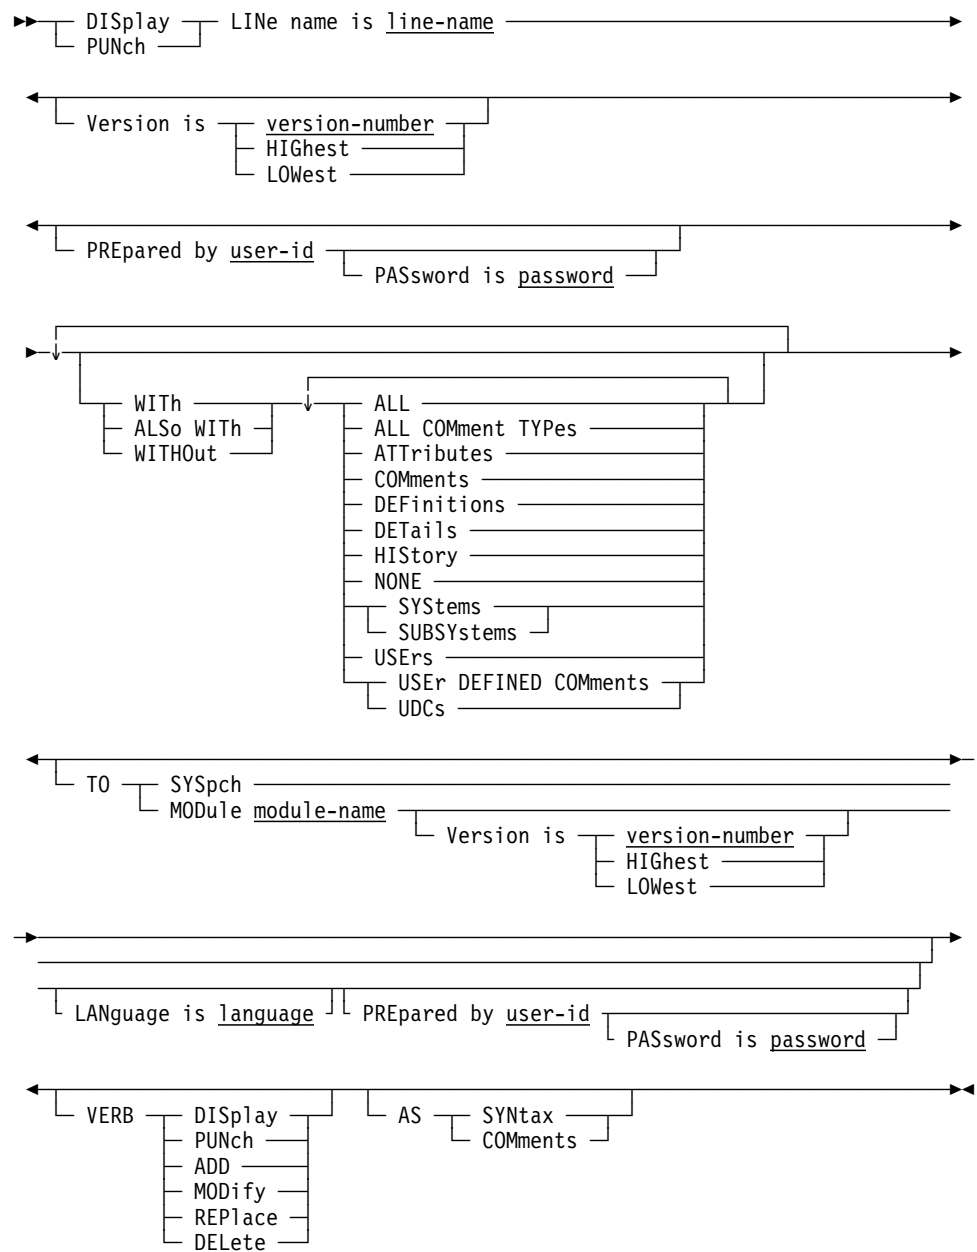 DISplay LINe name is line-name
PUNch
Version is version-number
HIGhest
LOWest
PREpared by user-id
PASsword is password
WITh ALL
ALSo WITh ALL COMment TYPes
WITHOut ATTributes
COMments
DEFinitions
DETails
HIStory
NONE
SYStems
SUBSYstems
USErs
USEr DEFINED COMments
UDCs
TO SYSpch
MODule module-name
Version is version-number
HIGhest
LOWest
LANguage is language PREpared by user-id
PASsword is password
VERB DISplay AS SYNtax
PUNch COMments
ADD
MODify
REPlace
DELete